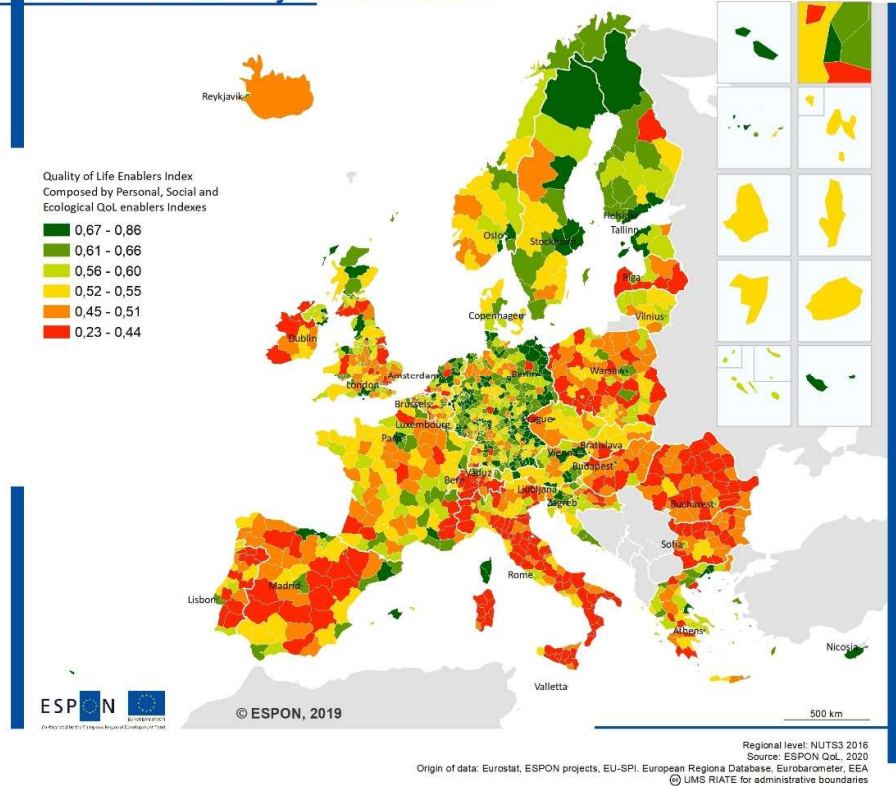 Reykjavik
Quality of Life Enablers Index
Composed by Personal, Social and
Ecological QoL enablers Indexes
0,67 - 0,86
0,61 - 0,66
0,56 - 0,60
0,52 - 0,55
0,45 - 0,51
0,23 - 0,44
Helsinki
Oslo
Stockholm
Tallinn
Riga
Copenhagen
Vilnius
Dublin
Amsterdam
Berlin
Warsaw
London
Brussels
Luxembourg
Prague
Paris
Vienna
Bratislava
Vaduz
Budapest
Bern
Ljubljana
Zagreb
Bucharest
Sofia
Rome
Madrid
Lisbon
Athens
Nicosia
Valletta
ESPON
© ESPON, 2019
500 km
Regional level: NUTS3 2016
Source: ESPON QoL, 2020
Origin of data: Eurostat, ESPON projects, EU-SPI. European Regiona Database, Eurobarometer, EEA
UMS RIATE for administrative boundaries